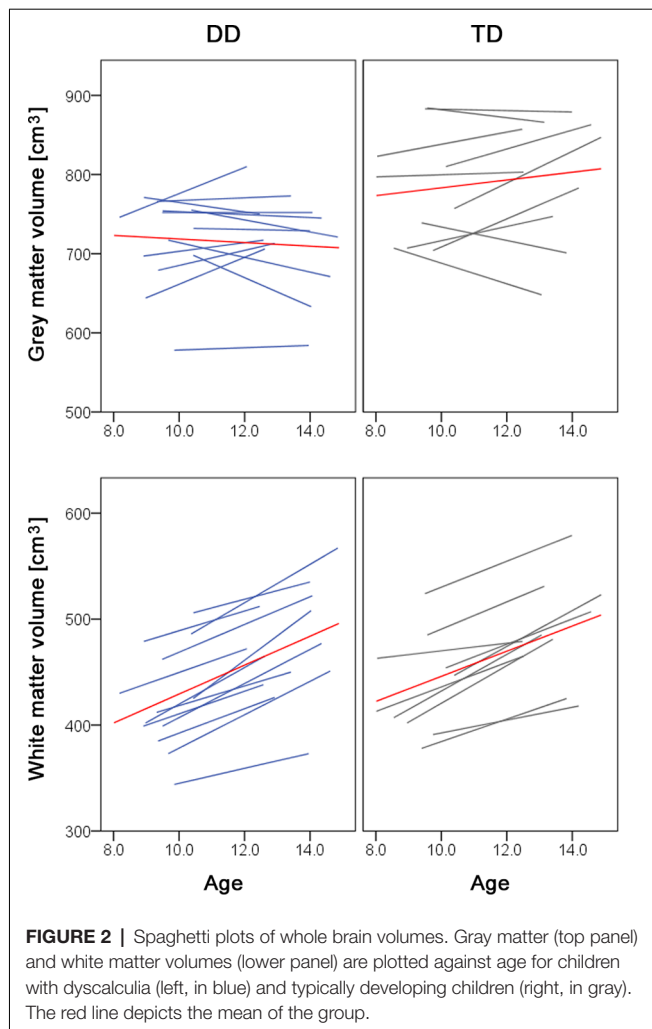 DD
TD
Grey matter volume [cm³]
900
800
700
600
500
8.0 10.0 12.0 14.0
8.0 10.0 12.0 14.0
White matter volume [cm³]
600
500
400
300
8.0 10.0 12.0 14.0
8.0 10.0 12.0 14.0
Age
Age
FIGURE 2 | Spaghetti plots of whole brain volumes. Gray matter (top panel)
and white matter volumes (lower panel) are plotted against age for children
with dyscalculia (left, in blue) and typically developing children (right, in gray).
The red line depicts the mean of the group.